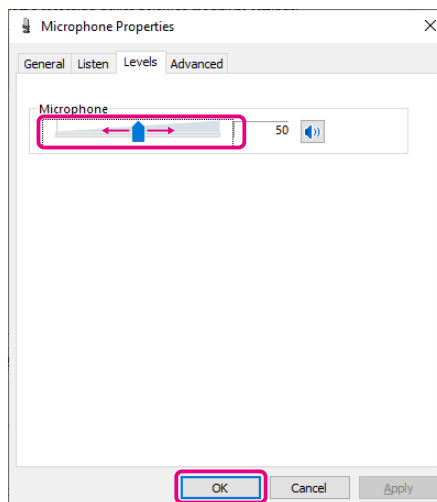 Microphone Properties
General Listen Levels Advanced
Microphone
50
OK Cancel Apply